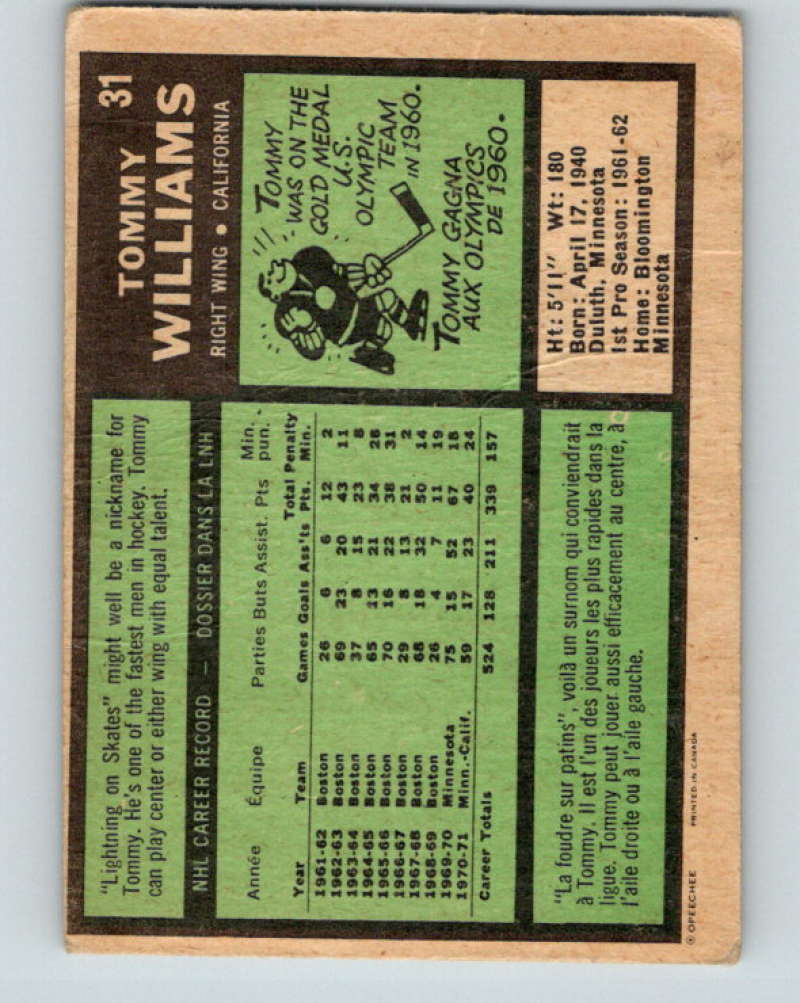 31
TOMMY
WILLIAMS
RIGHT WING • CALIFORNIA
"Lightning on Skates" might well be a nickname for
Tommy. He's one of the fastest men in hockey. Tommy
can play center or either wing with equal talent.
NHL CAREER RECORD — DOSSIER DANS LA LNH
Année Équipe Parties Buts Assist. Pts Min. pun.
Year Team Games Goals Ass'ts Total Pts. Penalty Min.
1961-62 Boston 26 6 6 12 2
1962-63 Boston 69 23 20 43 11
1963-64 Boston 37 8 15 23 8
1964-65 Boston 65 13 21 34 28
1965-66 Boston 70 16 22 38 31
1966-67 Boston 29 8 13 21 2
1967-68 Boston 68 18 32 50 14
1968-69 Boston 26 4 7 11 19
1969-70 Minnesota 75 15 52 67 18
1970-71 Minn.-Calif. 59 17 23 40 24
Career Totals 524 128 211 339 157
TOMMY
WAS ON THE
GOLD MEDAL
U.S.
OLYMPIC
TEAM
IN 1960.
TOMMY GAGNA
AUX OLYMPICS
DE 1960.
Ht: 5'11" Wt: 180
Born: April 17, 1940
Duluth, Minnesota
1st Pro Season: 1961-62
Home: Bloomington
Minnesota
"La foudre sur patins", voilà un surnom qui conviendrait
à Tommy. Il est l'un des joueurs les plus rapides dans la
ligue. Tommy peut jouer aussi efficacement au centre, à
l'aile droite ou à l'aile gauche.
© OPEECHEE PRINTED IN CANADA